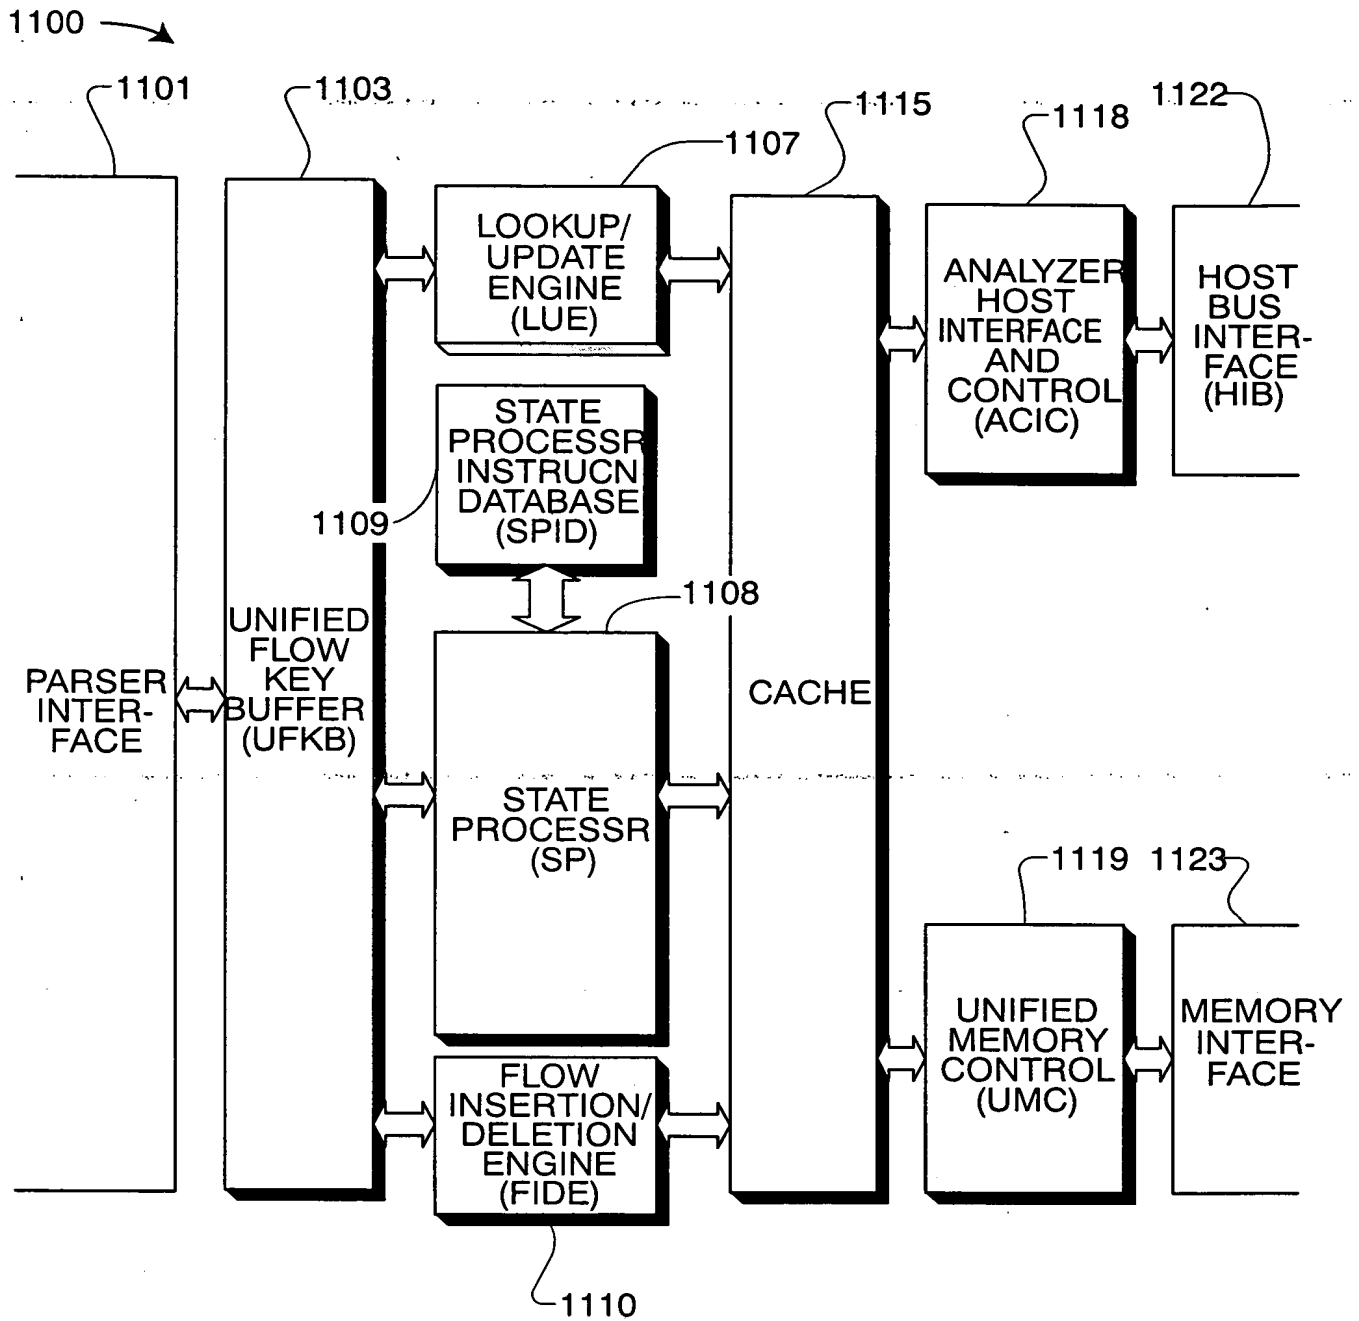 1100
1101
1103
1107
1115
1118
1122
LOOKUP/
UPDATE
ENGINE
(LUE)
ANALYZER
HOST
INTERFACE
AND
CONTROL
(ACIC)
HOST
BUS
INTER-
FACE
(HIB)
STATE
PROCESSR
INSTRUCN
DATABASE
(SPID)
1109
1108
UNIFIED
FLOW
KEY
BUFFER
(UFKB)
PARSER
INTER-
FACE
CACHE
STATE
PROCESSR
(SP)
1119
1123
UNIFIED
MEMORY
CONTROL
(UMC)
MEMORY
INTER-
FACE
FLOW
INSERTION/
DELETION
ENGINE
(FIDE)
1110